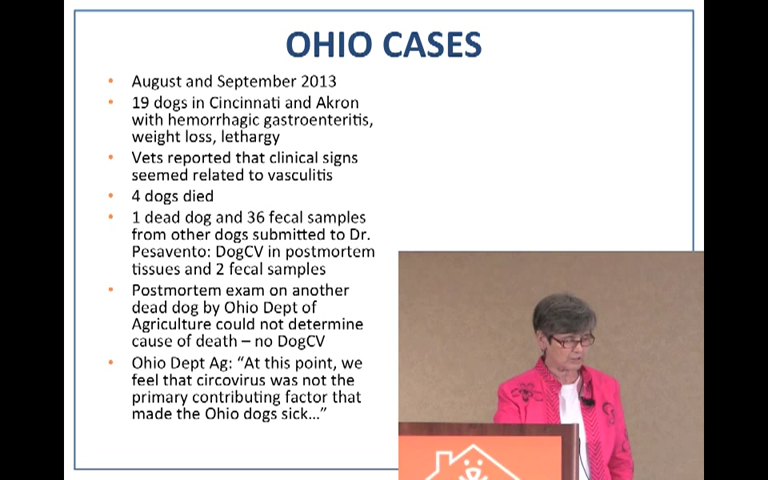 OHIO CASES
• August and September 2013
• 19 dogs in Cincinnati and Akron
with hemorrhagic gastroenteritis,
weight loss, lethargy
• Vets reported that clinical signs
seemed related to vasculitis
• 4 dogs died
• 1 dead dog and 36 fecal samples
from other dogs submitted to Dr.
Pesavento: DogCV in postmortem
tissues and 2 fecal samples
• Postmortem exam on another
dead dog by Ohio Dept of
Agriculture could not determine
cause of death – no DogCV
• Ohio Dept Ag: “At this point, we
feel that circovirus was not the
primary contributing factor that
made the Ohio dogs sick…”